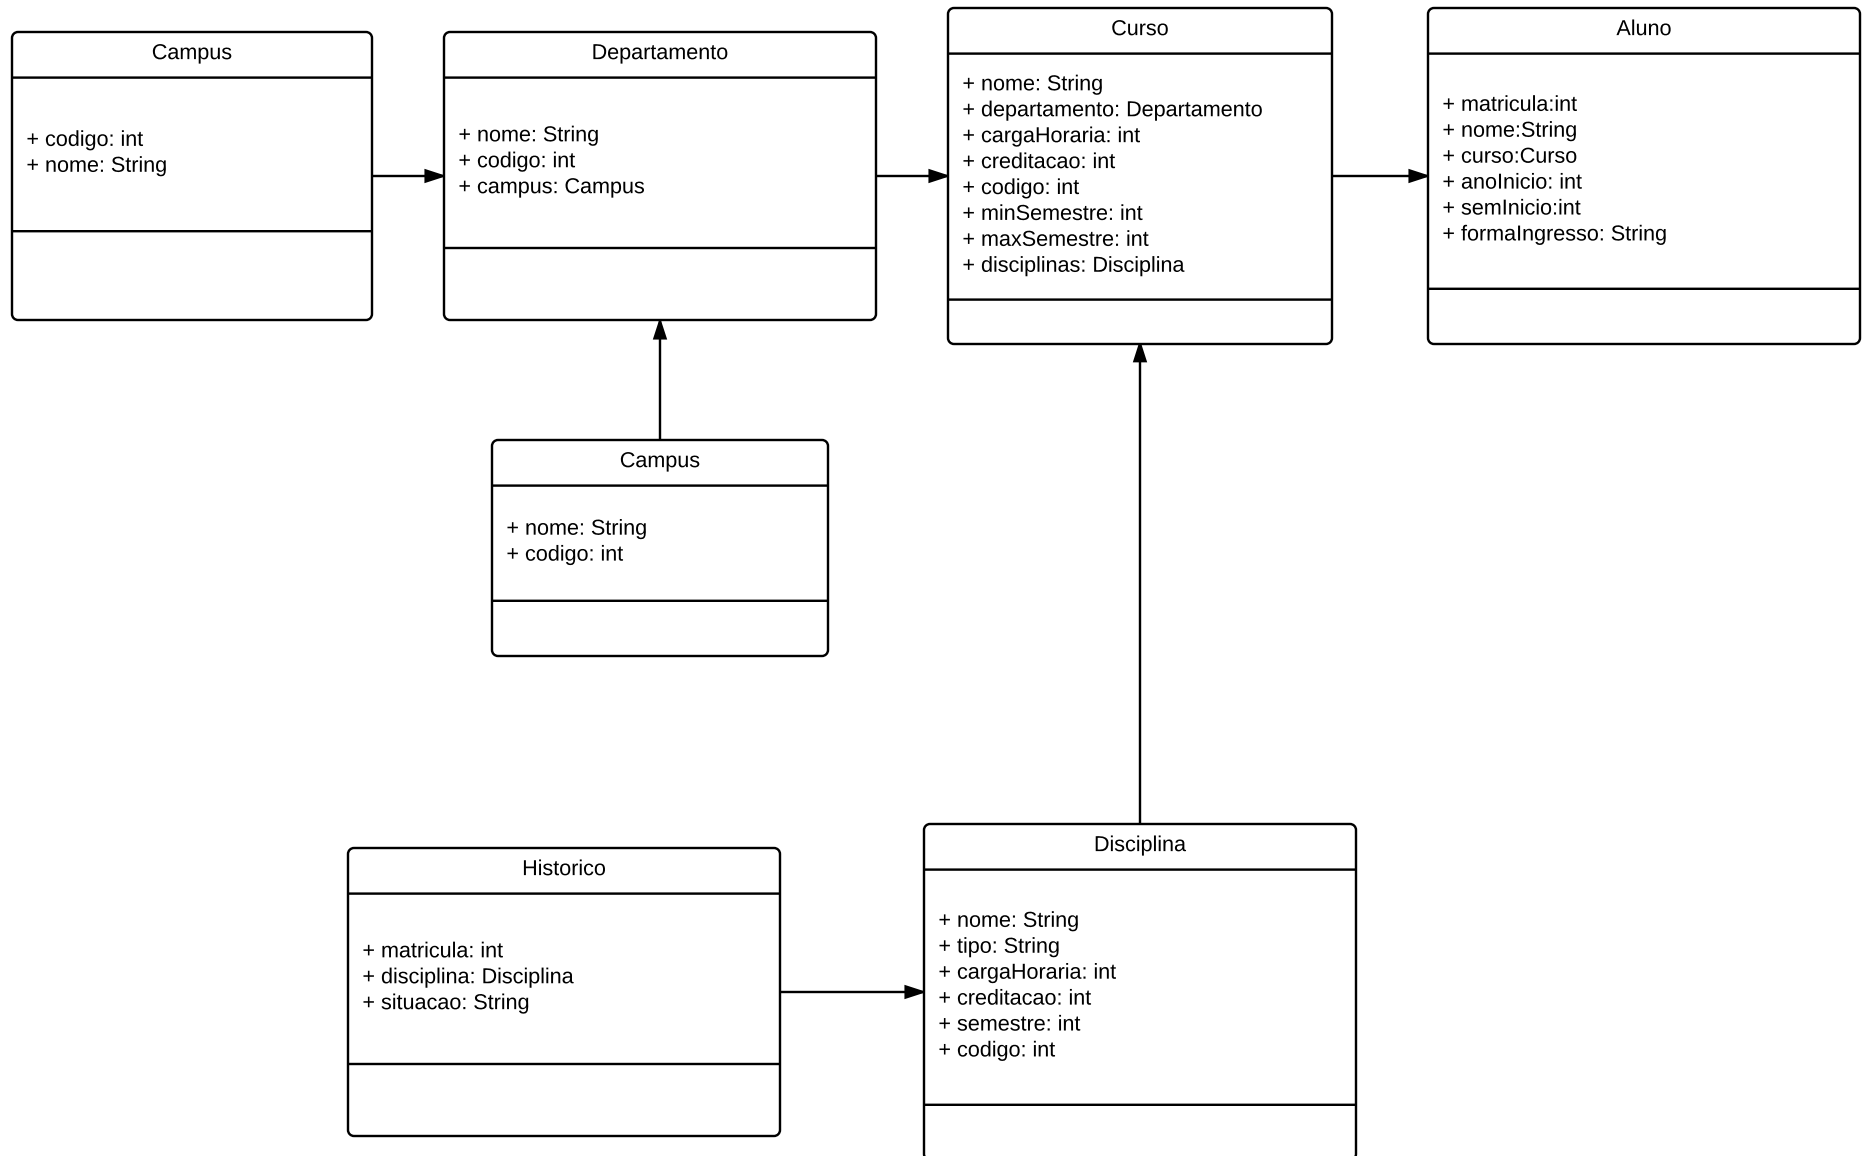 Campus
+ codigo: int
+ nome: String
Departamento
+ nome: String
+ codigo: int
+ campus: Campus
Curso
+ nome: String
+ departamento: Departamento
+ cargaHoraria: int
+ creditacao: int
+ codigo: int
+ minSemestre: int
+ maxSemestre: int
+ disciplinas: Disciplina
Aluno
+ matricula:int
+ nome:String
+ curso:Curso
+ anoInicio: int
+ semInicio:int
+ formaIngresso: String
Campus
+ nome: String
+ codigo: int
Historico
+ matricula: int
+ disciplina: Disciplina
+ situacao: String
Disciplina
+ nome: String
+ tipo: String
+ cargaHoraria: int
+ creditacao: int
+ semestre: int
+ codigo: int